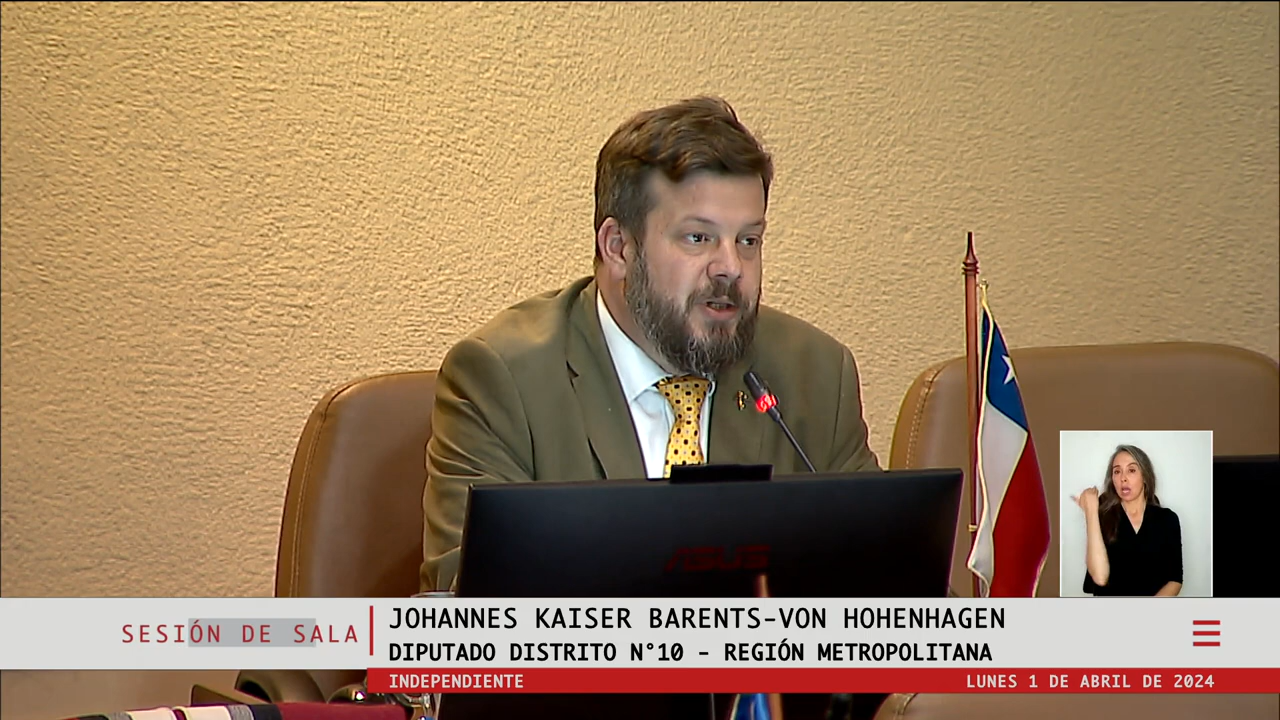 ASUS
SESIÓN DE SALA
JOHANNES KAISER BARENTS-VON HOHENHAGEN
DIPUTADO DISTRITO N°10 - REGIÓN METROPOLITANA
INDEPENDIENTE
LUNES 1 DE ABRIL DE 2024